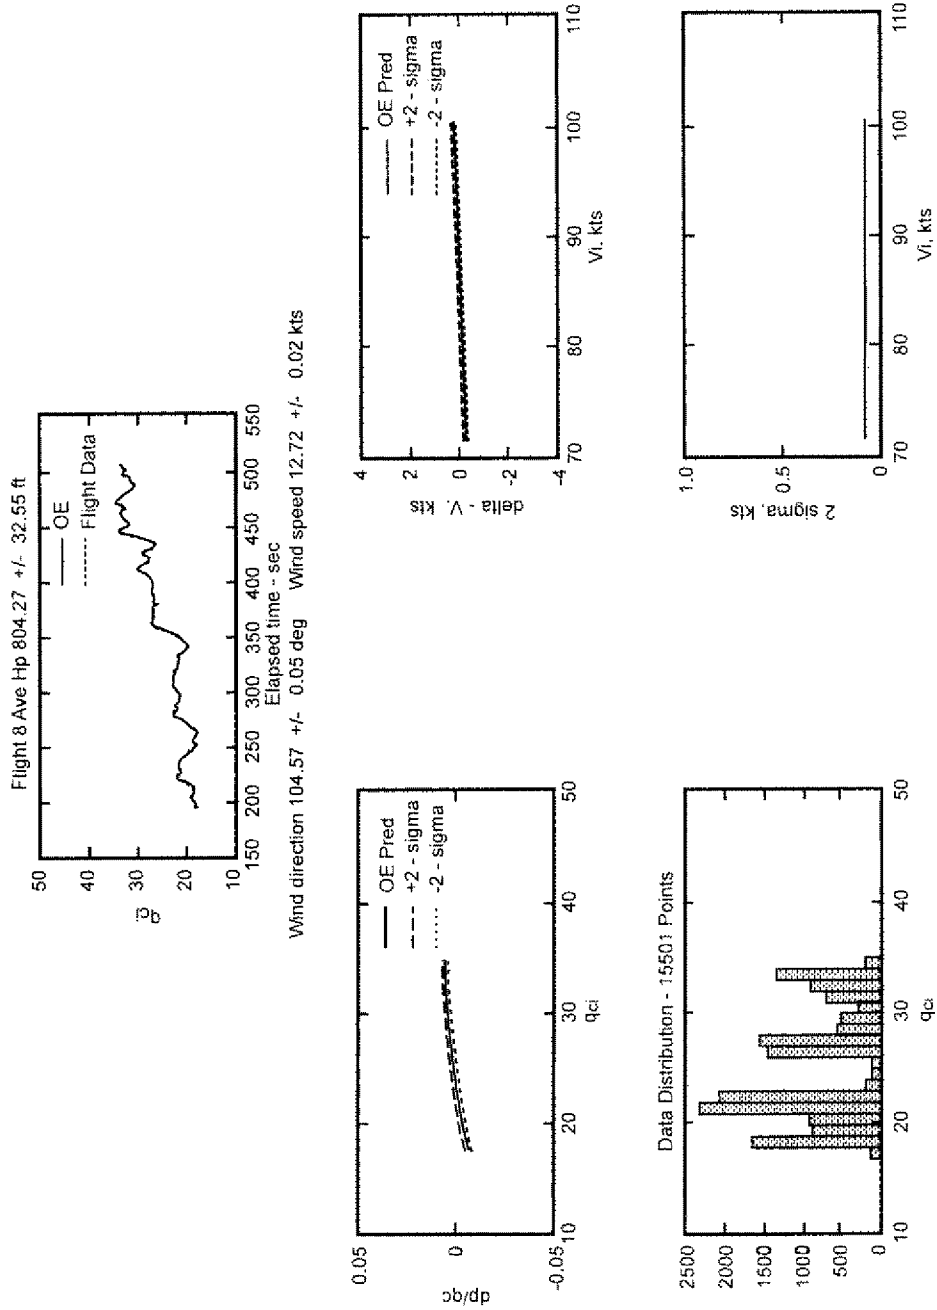 Flight 8 Ave Hp 804.27 +/- 32.55 ft
50
40
30
20
10
qci
OE
Flight Data
150 200 250 300 350 400 450 500 550
Elapsed time - sec
Wind direction 104.57 +/- 0.05 deg Wind speed 12.72 +/- 0.02 kts
0.05
0
-0.05
dp/qc
OE Pred
+2 - sigma
-2 - sigma
10 20 30 40 50
qci
4
2
0
-2
-4
delta - V. kts
OE Pred
+2 - sigma
-2 - sigma
70 80 90 100 110
Vi. kts
Data Distribution - 15501 Points
2500
2000
1500
1000
500
0
10 20 30 40 50
qci
1.0
0.5
0
2 sigma, kts
70 80 90 100 110
Vi, kts